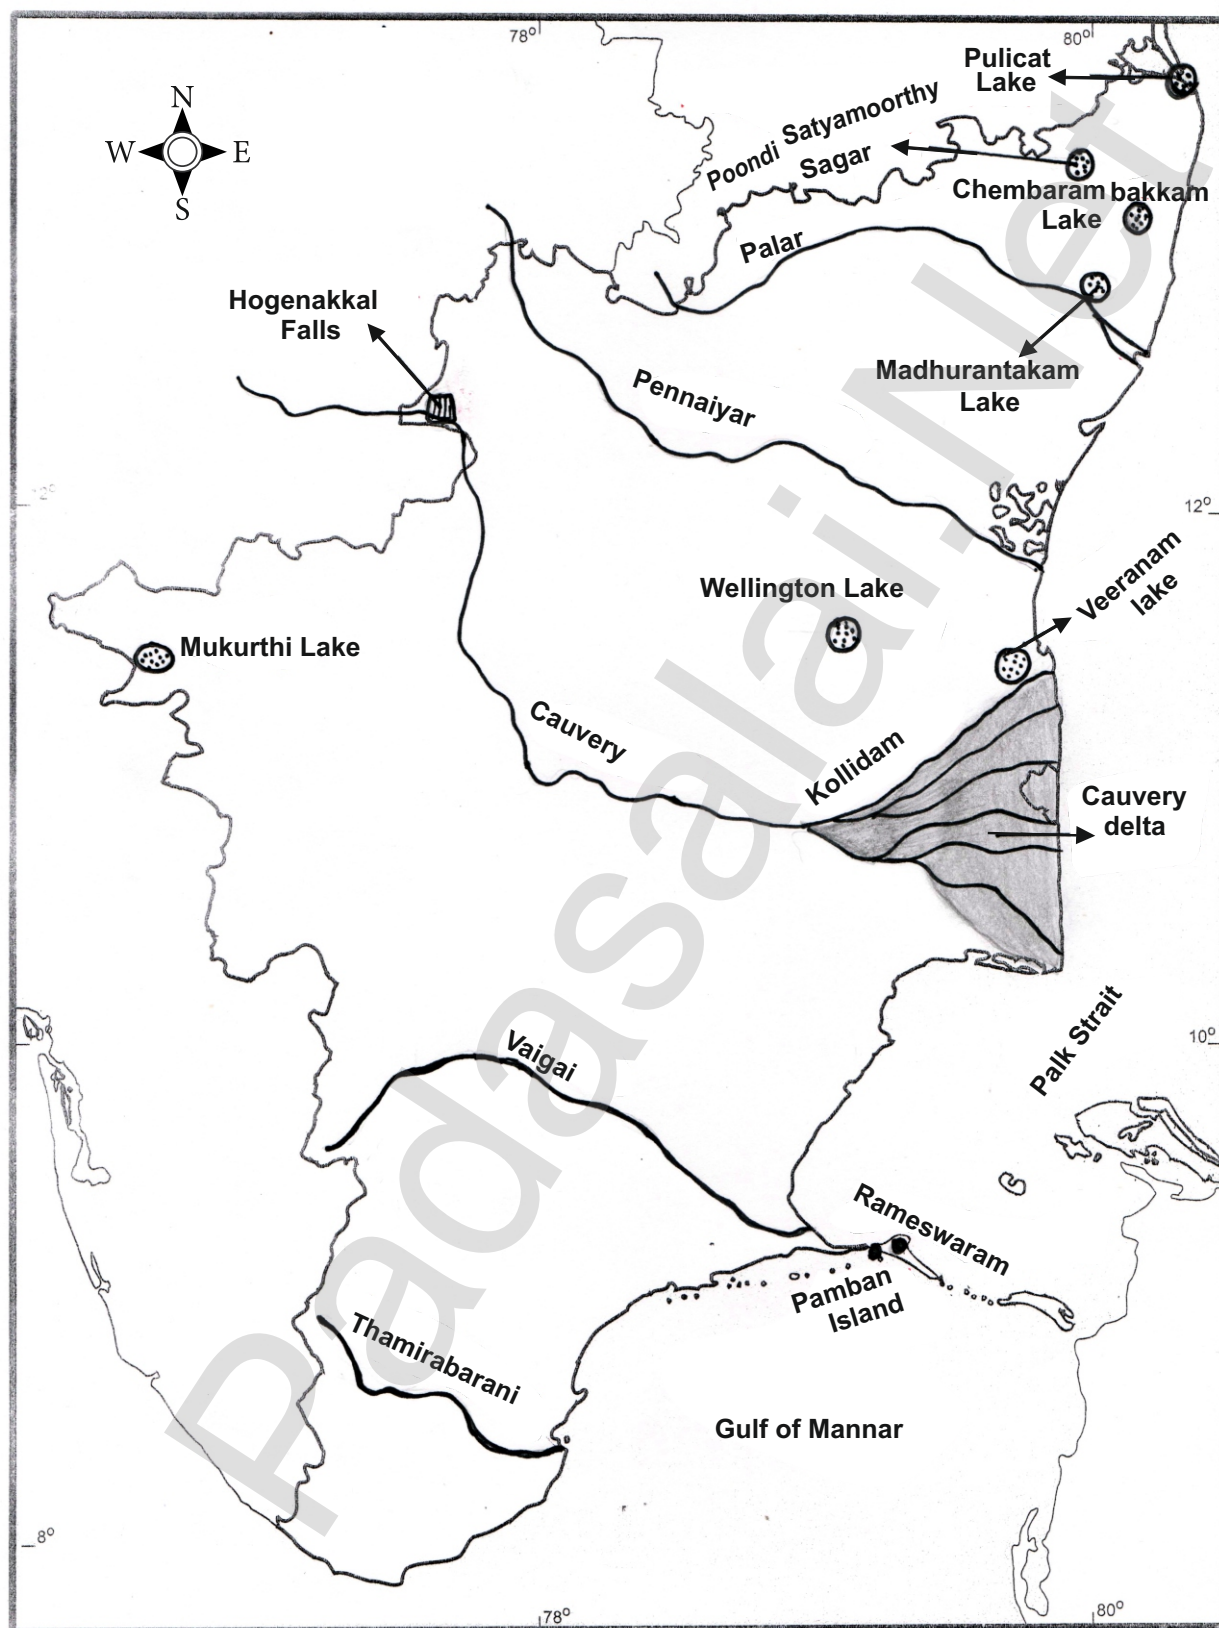 78°
80°
Pulicat
Lake
N
W E
S
Poondi Satyamoorthy
Sagar
Chembaram bakkam
Lake
Palar
Hogenakkal
Falls
Madhurantakam
Lake
Pennaiyar
12°
12°
Wellington Lake
Veeranam
lake
Mukurthi Lake
Cauvery
Kollidam
Cauvery
delta
Vaigai
Palk Strait
10°
Rameswaram
Pamban
Island
Thamirabarani
Gulf of Mannar
8°
78°
80°
Padasalai.Net